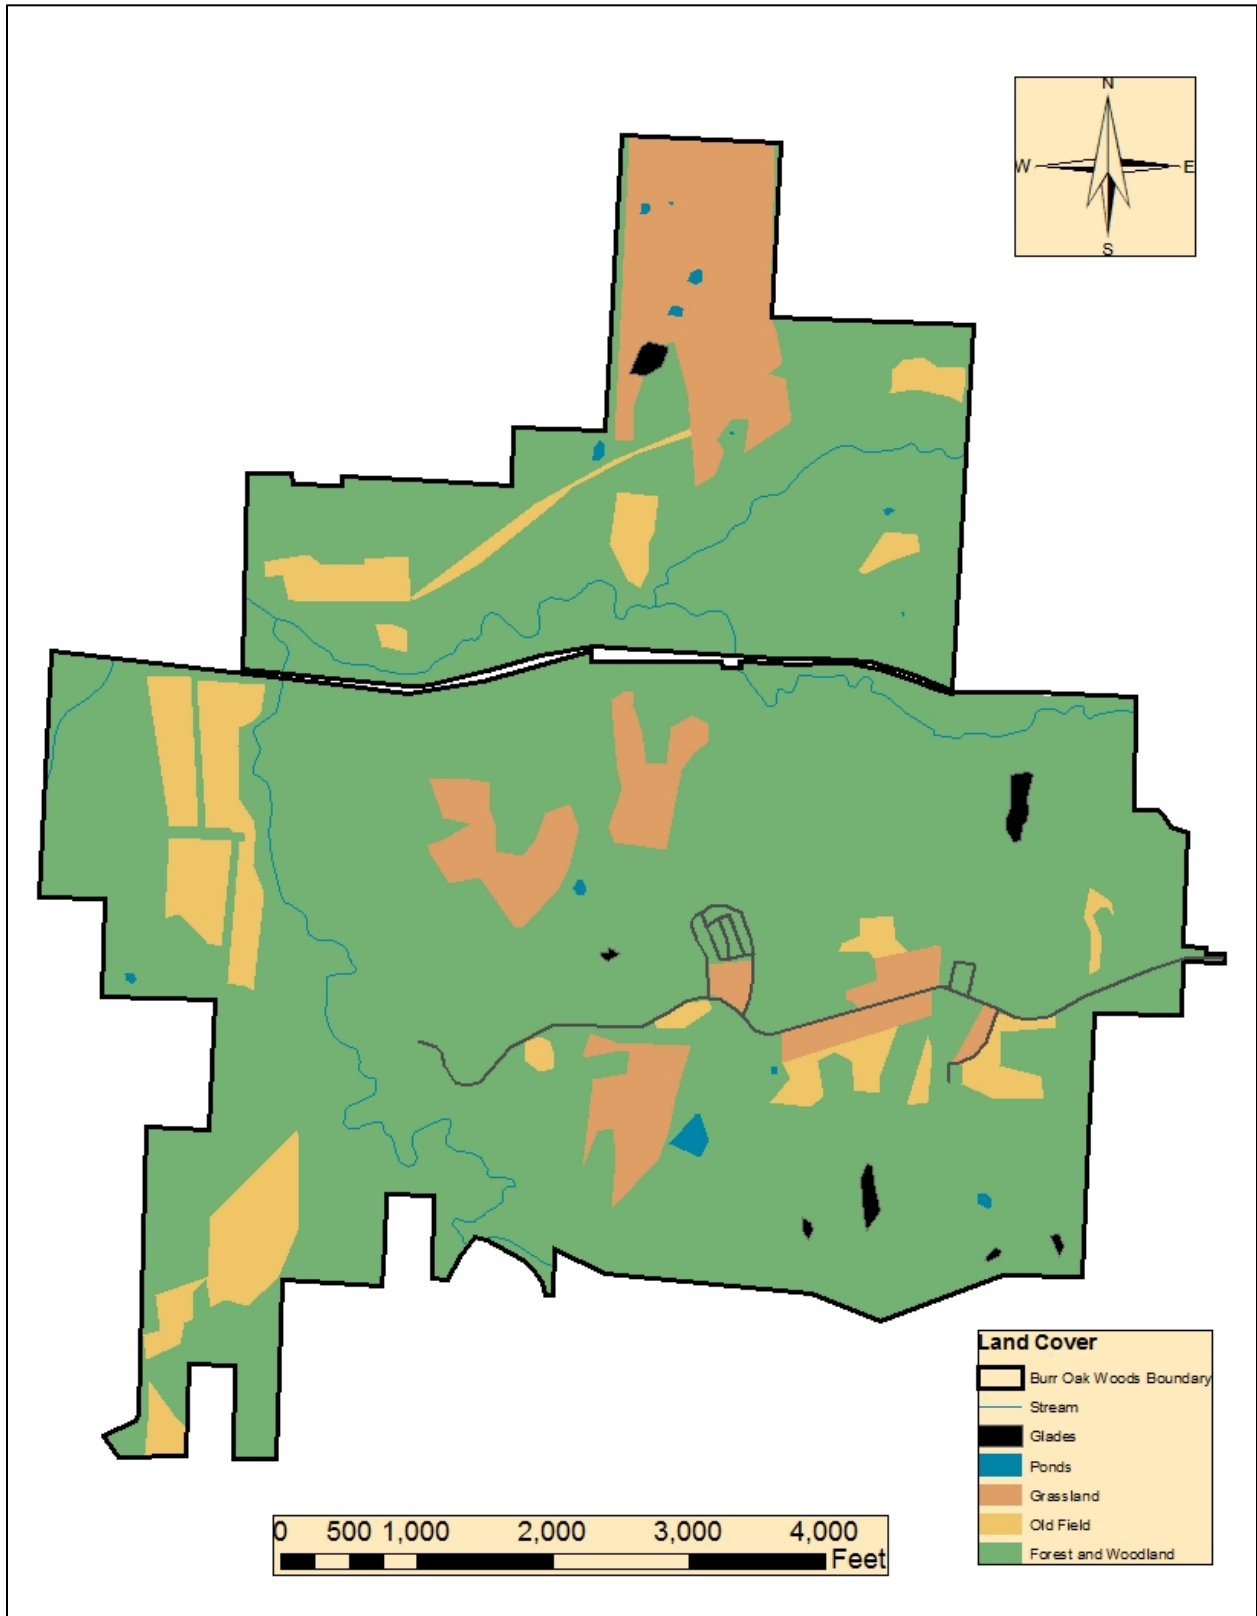 N
W E
S
Land Cover
Burr Oak Woods Boundary
Stream
Glades
Ponds
Grassland
Old Field
Forest and Woodland
0 500 1,000 2,000 3,000 4,000
Feet